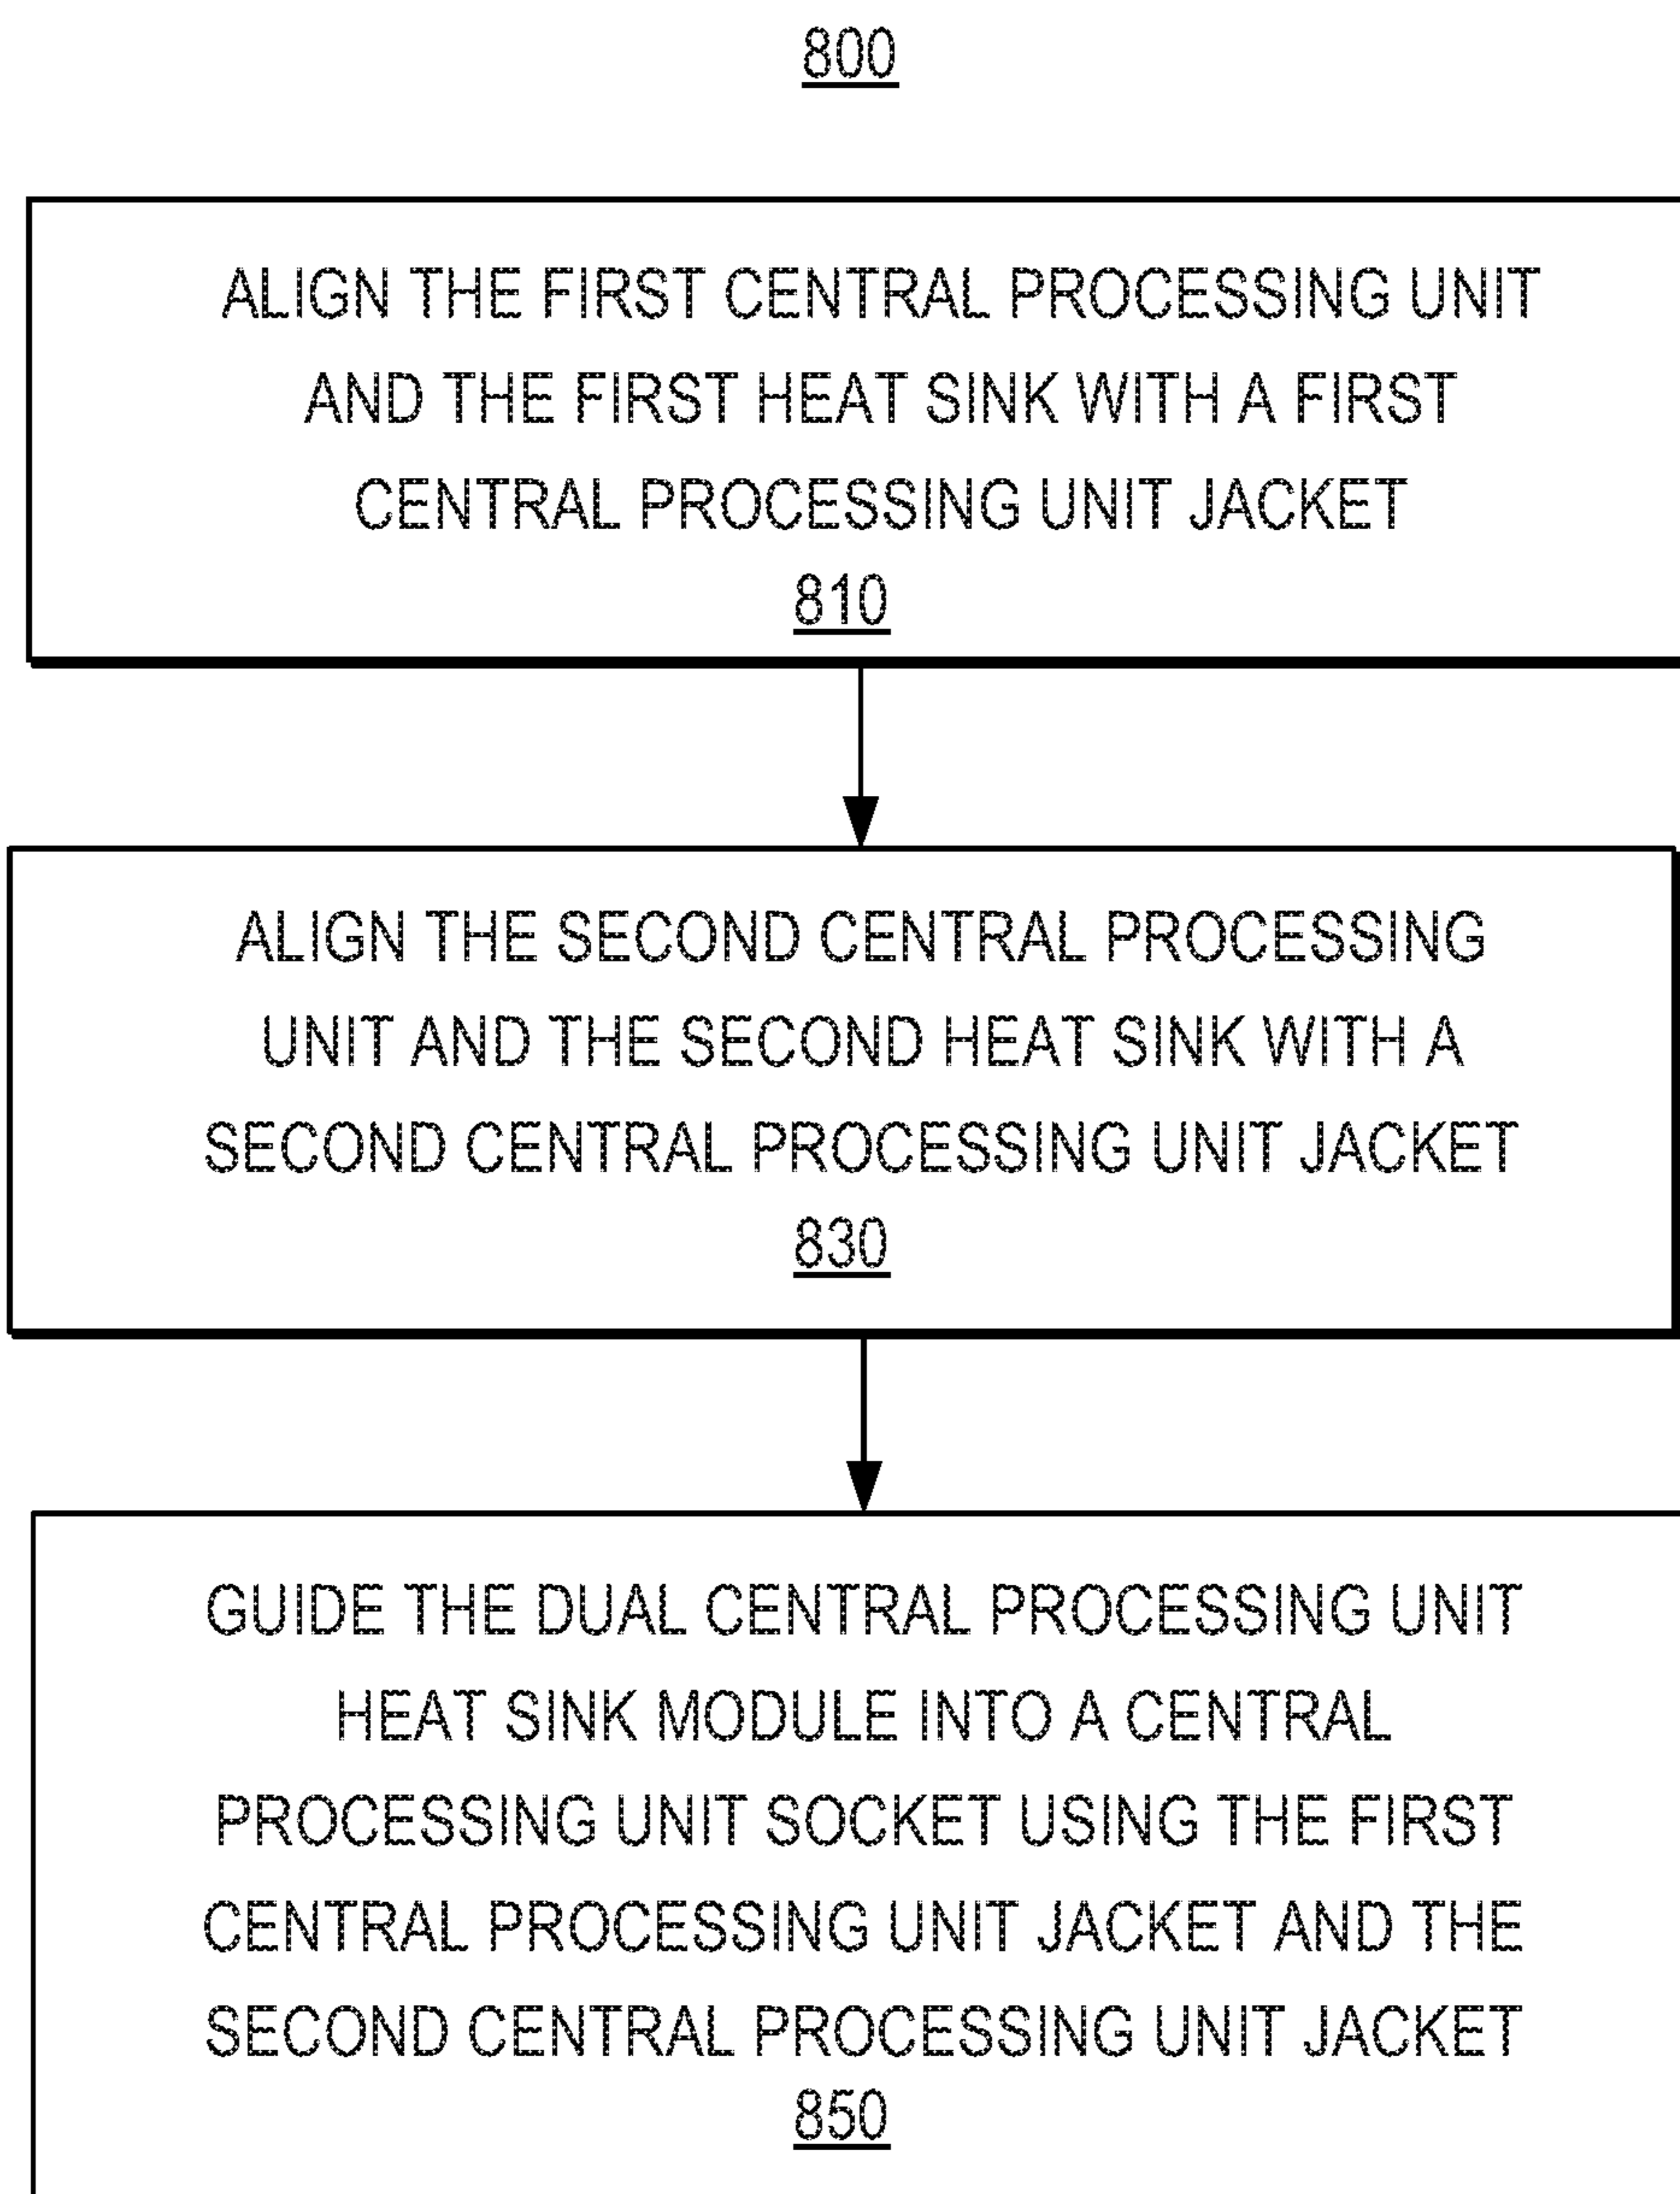 800
ALIGN THE FIRST CENTRAL PROCESSING UNIT
AND THE FIRST HEAT SINK WITH A FIRST
CENTRAL PROCESSING UNIT JACKET
810
ALIGN THE SECOND CENTRAL PROCESSING
UNIT AND THE SECOND HEAT SINK WITH A
SECOND CENTRAL PROCESSING UNIT JACKET
830
GUIDE THE DUAL CENTRAL PROCESSING UNIT
HEAT SINK MODULE INTO A CENTRAL
PROCESSING UNIT SOCKET USING THE FIRST
CENTRAL PROCESSING UNIT JACKET AND THE
SECOND CENTRAL PROCESSING UNIT JACKET
850